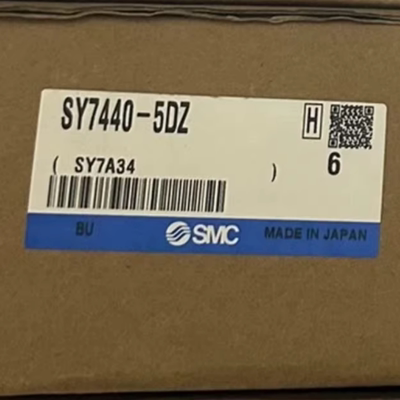 SY7440-5DZ
H
( SY7A34 )
6
BU
SMC
MADE IN JAPAN